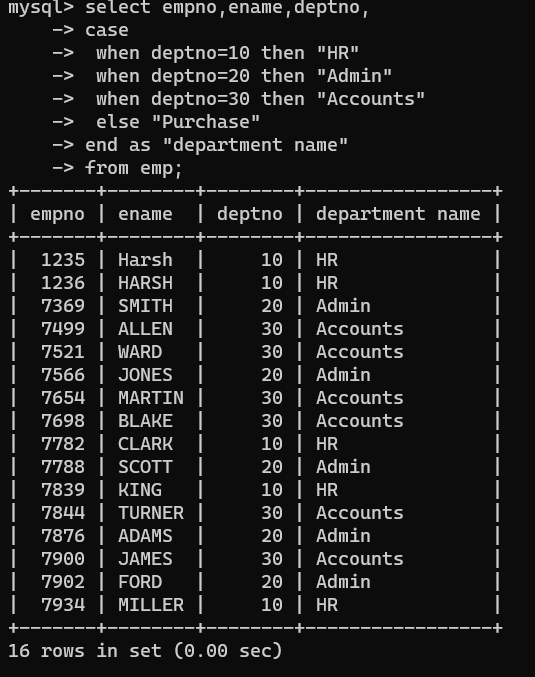 mysql> select empno,ename,deptno,
    -> case
    ->  when deptno=10 then "HR"
    ->  when deptno=20 then "Admin"
    ->  when deptno=30 then "Accounts"
    ->  else "Purchase"
    -> end as "department name"
    -> from emp;
+-------+--------+--------+-----------------+
| empno | ename  | deptno | department name |
+-------+--------+--------+-----------------+
|  1235 | Harsh  |     10 | HR              |
|  1236 | HARSH  |     10 | HR              |
|  7369 | SMITH  |     20 | Admin           |
|  7499 | ALLEN  |     30 | Accounts        |
|  7521 | WARD   |     30 | Accounts        |
|  7566 | JONES  |     20 | Admin           |
|  7654 | MARTIN |     30 | Accounts        |
|  7698 | BLAKE  |     30 | Accounts        |
|  7782 | CLARK  |     10 | HR              |
|  7788 | SCOTT  |     20 | Admin           |
|  7839 | KING   |     10 | HR              |
|  7844 | TURNER |     30 | Accounts        |
|  7876 | ADAMS  |     20 | Admin           |
|  7900 | JAMES  |     30 | Accounts        |
|  7902 | FORD   |     20 | Admin           |
|  7934 | MILLER |     10 | HR              |
+-------+--------+--------+-----------------+
16 rows in set (0.00 sec)